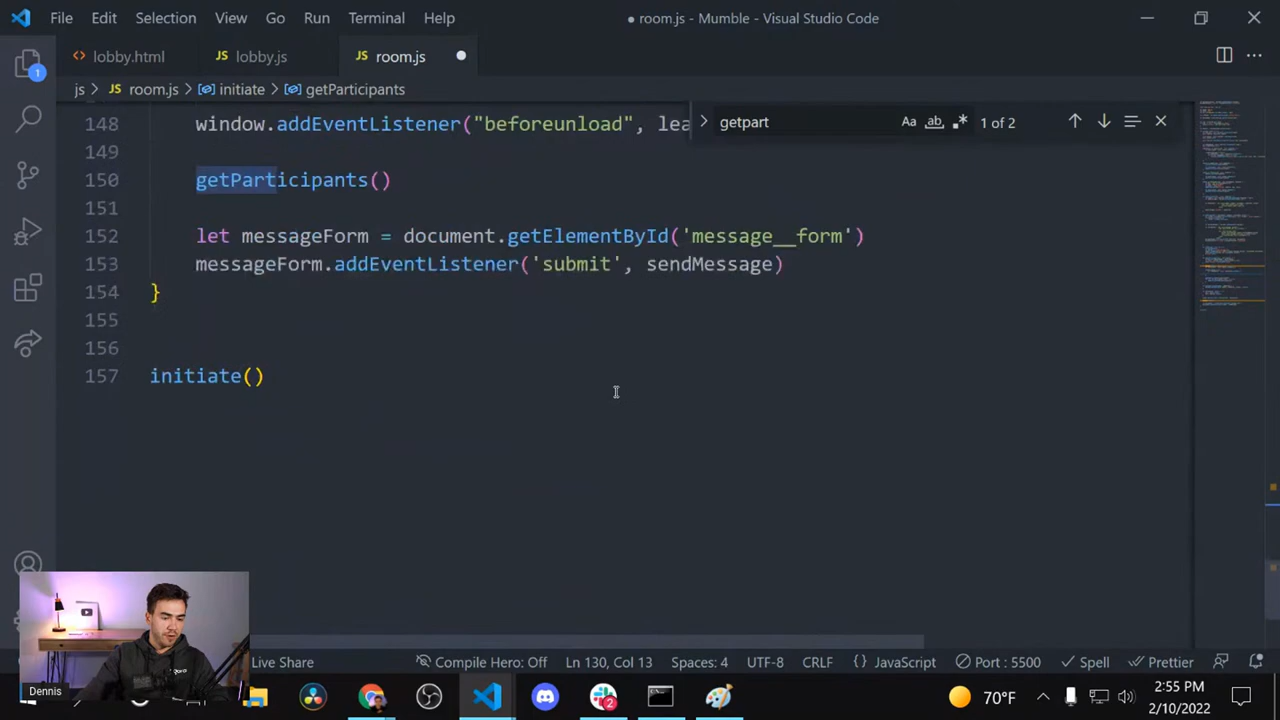 File Edit Selection View Go Run Terminal Help
● room.js - Mumble - Visual Studio Code
lobby.html lobby.js room.js
js > room.js > initiate > getParticipants
getpart
Aa ab .* 1 of 2
148 window.addEventListener("beforeunload", lea
149
150 getParticipants()
151
152 let messageForm = document.getElementById('message__form')
153 messageForm.addEventListener('submit', sendMessage)
154 }
155
156
157 initiate()
1
Dennis
Live Share Compile Hero: Off Ln 130, Col 13 Spaces: 4 UTF-8 CRLF {} JavaScript Port : 5500 Spell Prettier
2
70°F
2:55 PM
2/10/2022